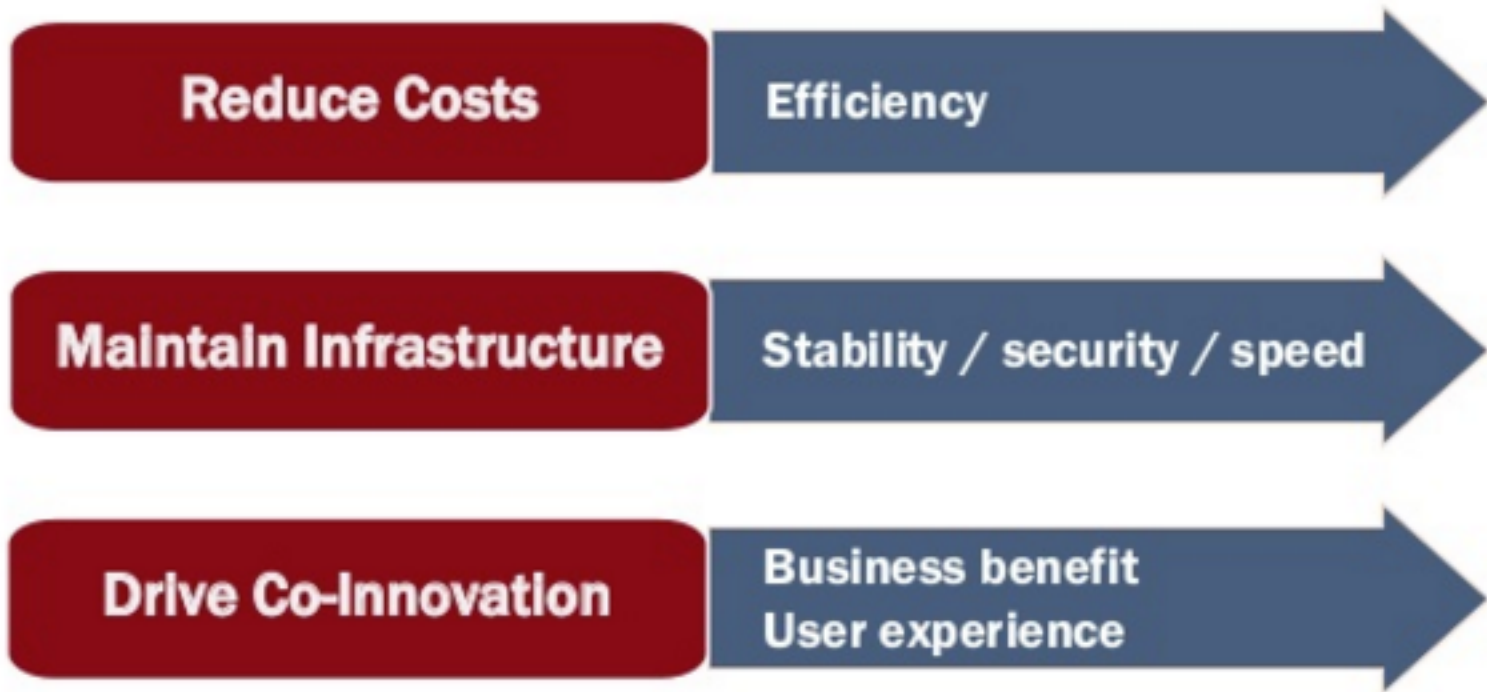 Reduce Costs
Efficiency
Maintain Infrastructure
Stability / security / speed
Drive Co-Innovation
Business benefit
User experience